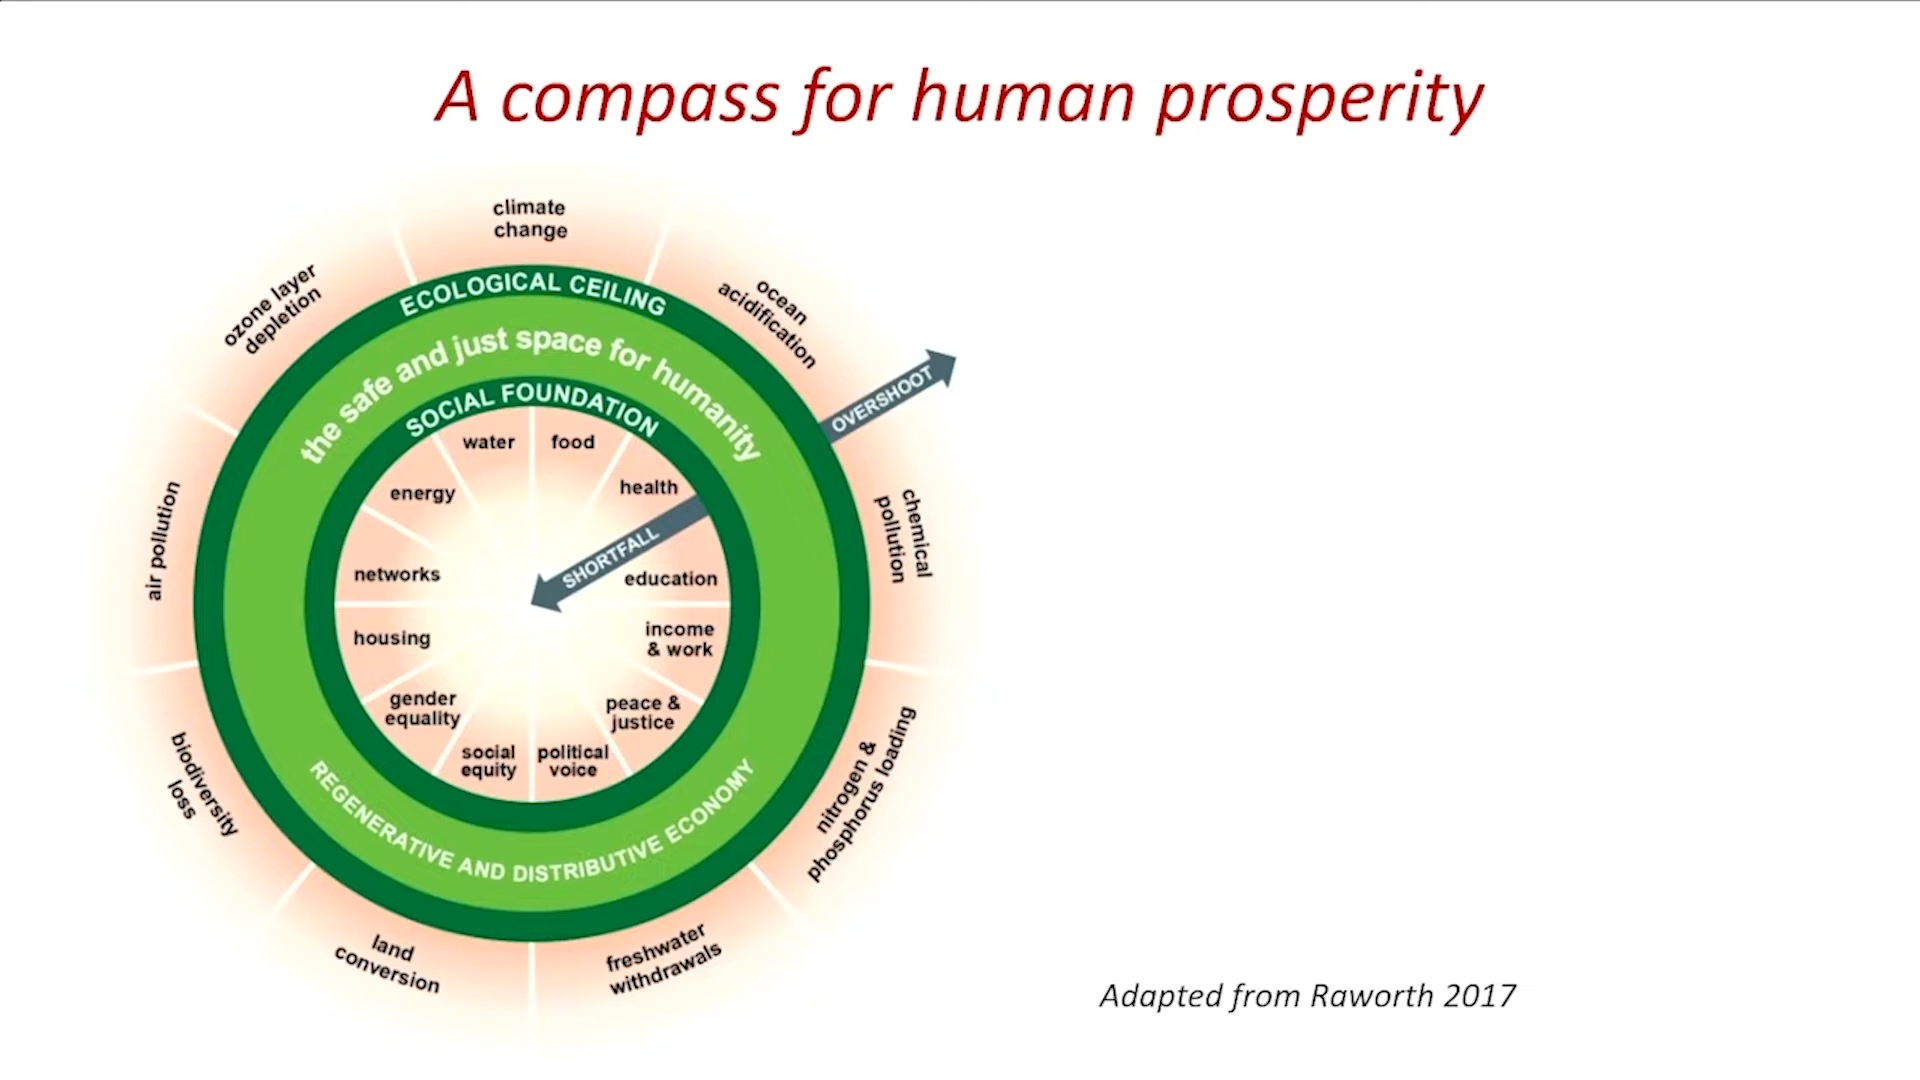 A compass for human prosperity
climate
change
ozone layer
depletion
ocean
acidification
air pollution
chemical
pollution
biodiversity
loss
nitrogen &
phosphorus loading
land
conversion
freshwater
withdrawals
ECOLOGICAL CEILING
the safe and just space for humanity
OVERSHOOT
SOCIAL FOUNDATION
water
food
energy
health
SHORTFALL
networks
education
housing
income
& work
gender
equality
peace &
justice
social
equity
political
voice
REGENERATIVE AND DISTRIBUTIVE ECONOMY
Adapted from Raworth 2017